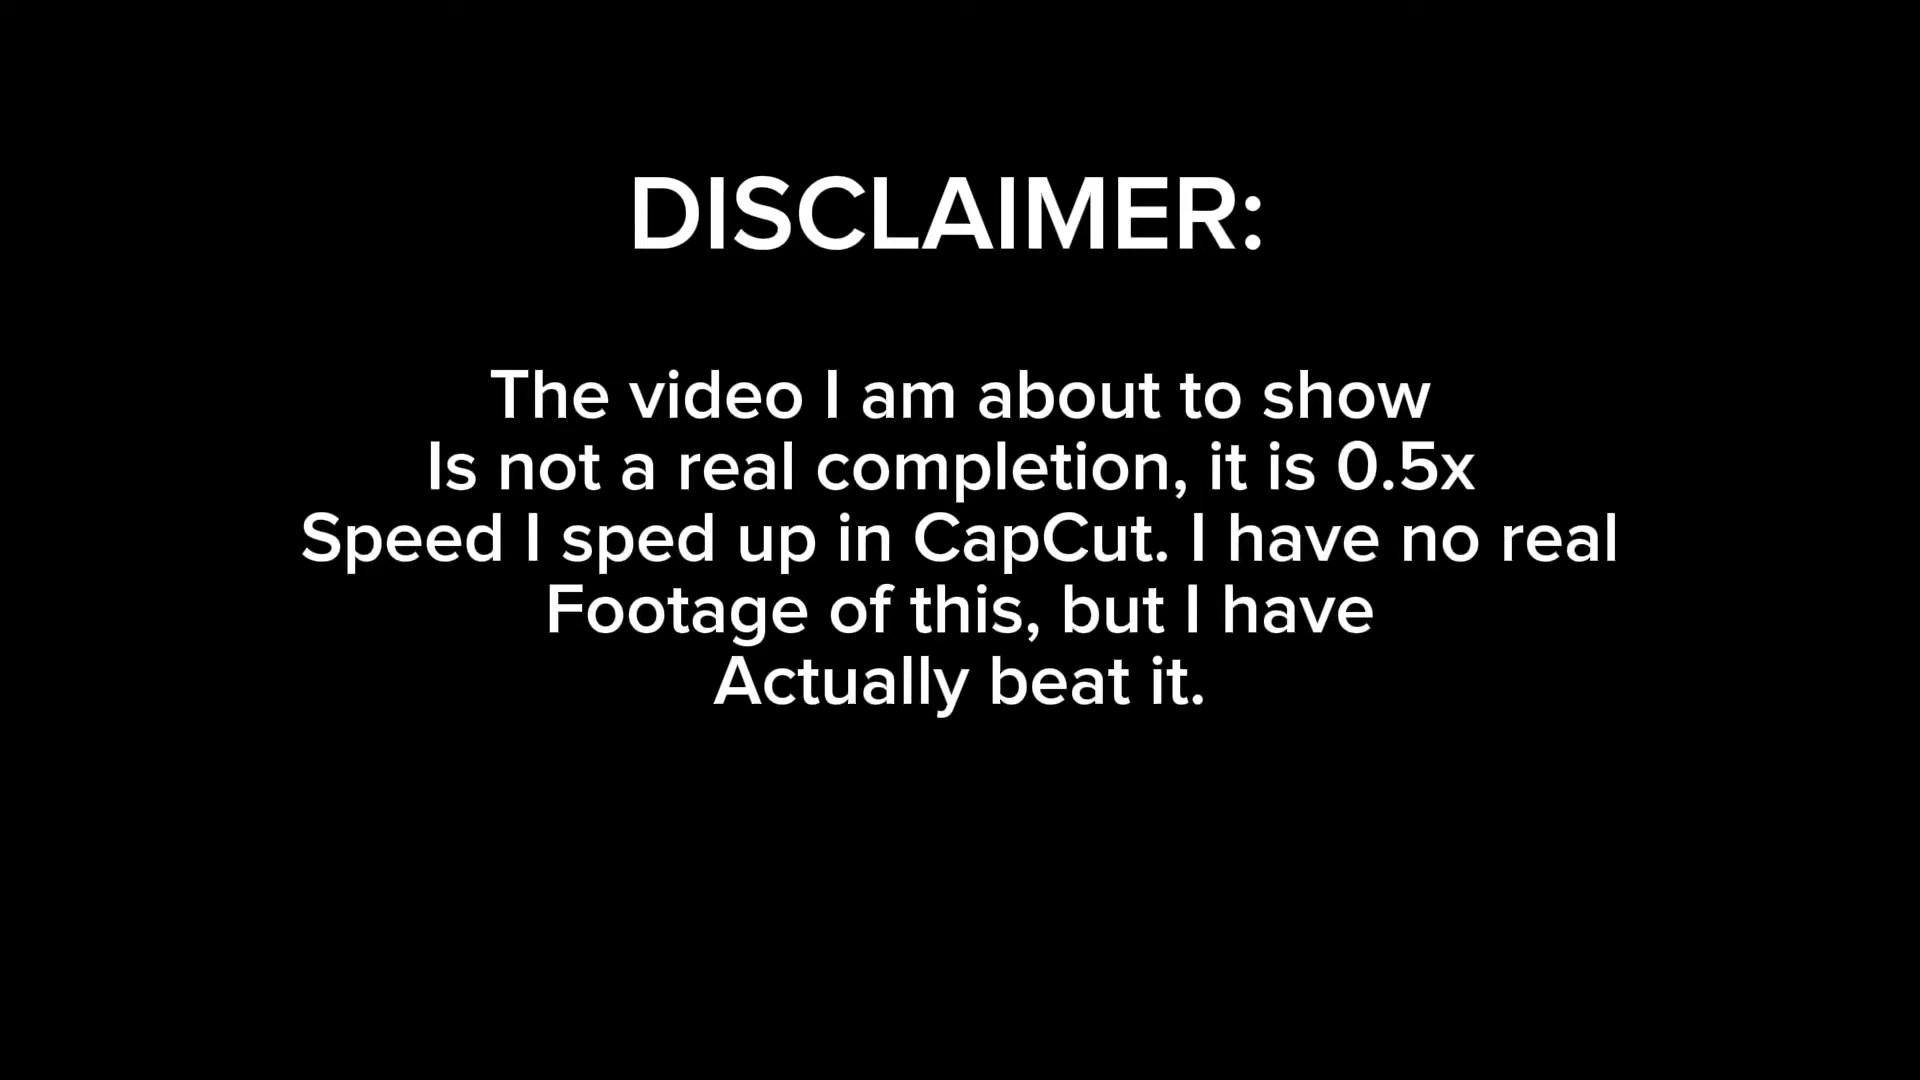 DISCLAIMER:
The video I am about to show
Is not a real completion, it is 0.5x
Speed I sped up in CapCut. I have no real
Footage of this, but I have
Actually beat it.